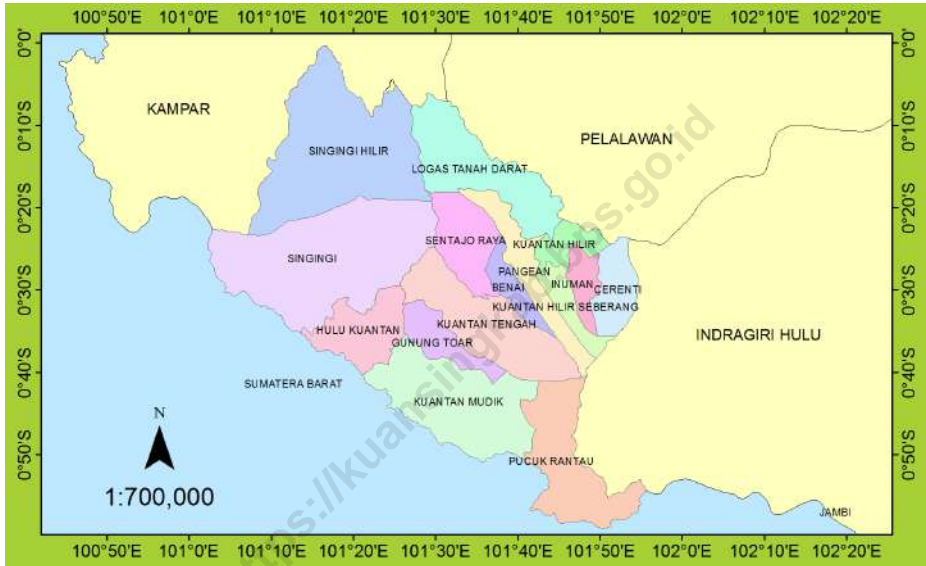 100°50'E 101°0'E 101°10'E 101°20'E 101°30'E 101°40'E 101°50'E 102°0'E 102°10'E 102°20'E
0°0' 0°0'
KAMPAR
0°10'S 0°10'S
PELALAWAN
SINGINGI HILIR
LOGAS TANAH DARAT
0°20'S 0°20'S
SENTAJO RAYA KUANTAN HILIR
SINGINGI
PANGEAN
BENAI INUMAN CERENTI
0°30'S 0°30'S
KUANTAN HILIR SEBERANG
HULU KUANTAN KUANTAN TENGAH
GUNUNG TOAR
INDRAGIRI HULU
0°40'S 0°40'S
SUMATERA BARAT
KUANTAN MUDIK
N
0°50'S 0°50'S
PUCUK RANTAU
1:700,000
JAMBI
100°50'E 101°0'E 101°10'E 101°20'E 101°30'E 101°40'E 101°50'E 102°0'E 102°10'E 102°20'E